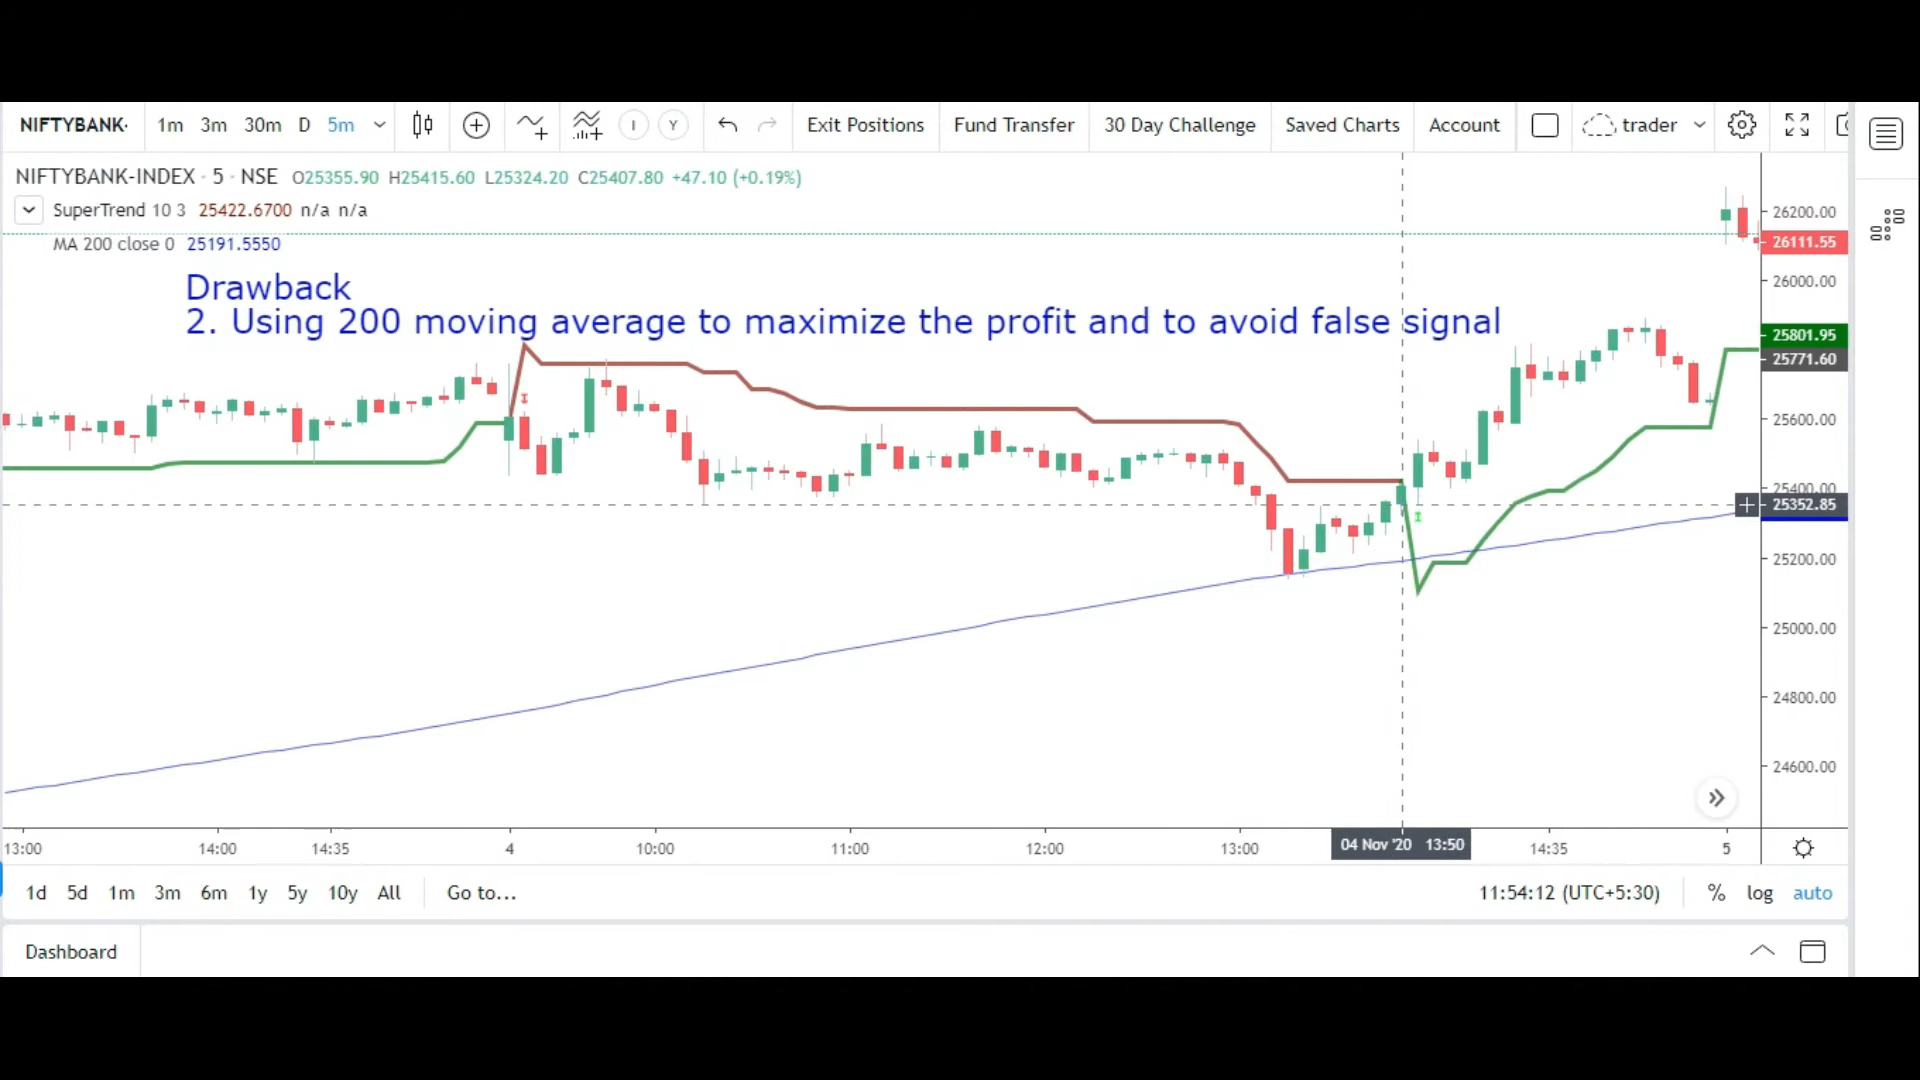 NIFTYBANK-
1m 3m 30m D 5m
I Y
Exit Positions Fund Transfer 30 Day Challenge Saved Charts Account trader
NIFTYBANK-INDEX · 5 · NSE O25355.90 H25415.60 L25324.20 C25407.80 +47.10 (+0.19%)
SuperTrend 10 3 25422.6700 n/a n/a
MA 200 close 0 25191.5550
Drawback
2. Using 200 moving average to maximize the profit and to avoid false signal
26200.00
26111.55
26000.00
25801.95
25771.60
25600.00
25400.00
25352.85
25200.00
25000.00
24800.00
24600.00
13:00 14:00 14:35 4 10:00 11:00 12:00 13:00 04 Nov '20 13:50 14:35 5
1d 5d 1m 3m 6m 1y 5y 10y All Go to... 11:54:12 (UTC+5:30) % log auto
Dashboard